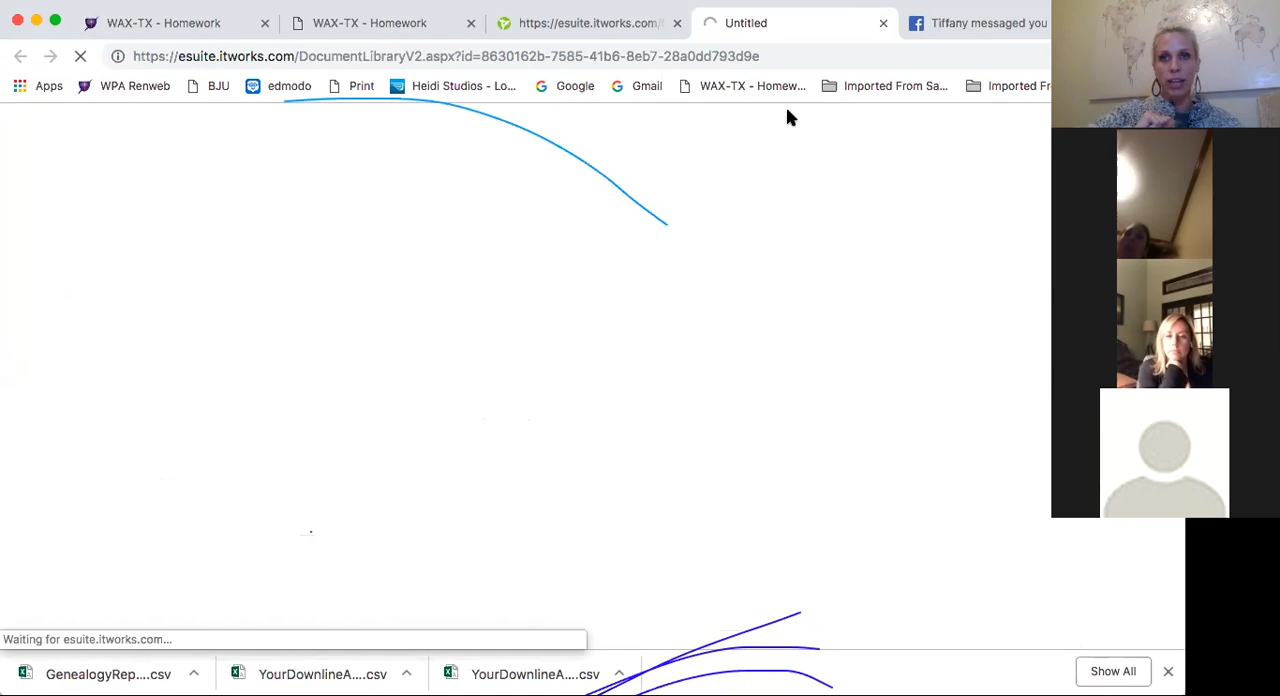 WAX-TX - Homework
WAX-TX - Homework
https://esuite.itworks.com/
Untitled
Tiffany messaged you
https://esuite.itworks.com/DocumentLibraryV2.aspx?id=8630162b-7585-41b6-8eb7-28a0dd793d9e
Apps WPA Renweb BJU edmodo Print Heidi Studios - Lo... Google Gmail WAX-TX - Homew... Imported From Sa... Imported Fr
Waiting for esuite.itworks.com...
GenealogyRep....csv YourDownlineA....csv YourDownlineA....csv Show All